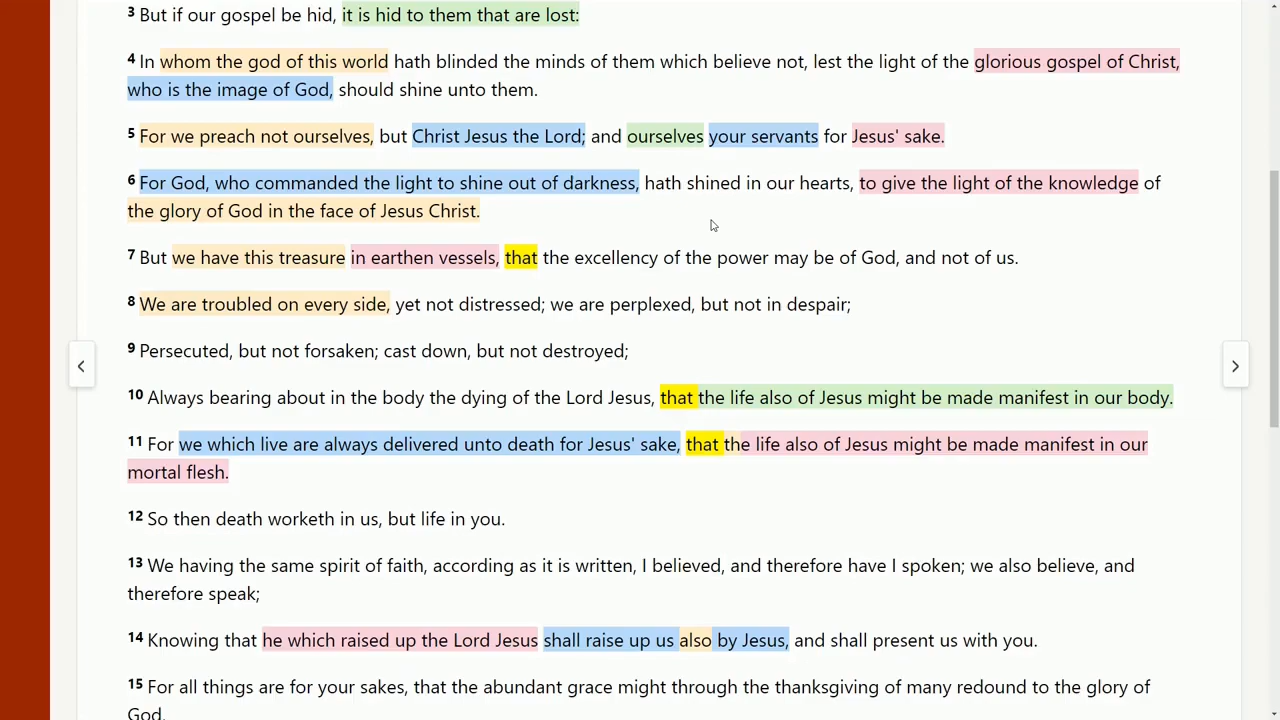 3 But if our gospel be hid, it is hid to them that are lost:
4 In whom the god of this world hath blinded the minds of them which believe not, lest the light of the glorious gospel of Christ,
who is the image of God, should shine unto them.
5 For we preach not ourselves, but Christ Jesus the Lord; and ourselves your servants for Jesus' sake.
6 For God, who commanded the light to shine out of darkness, hath shined in our hearts, to give the light of the knowledge of
the glory of God in the face of Jesus Christ.
7 But we have this treasure in earthen vessels, that the excellency of the power may be of God, and not of us.
8 We are troubled on every side, yet not distressed; we are perplexed, but not in despair;
9 Persecuted, but not forsaken; cast down, but not destroyed;
10 Always bearing about in the body the dying of the Lord Jesus, that the life also of Jesus might be made manifest in our body.
11 For we which live are always delivered unto death for Jesus' sake, that the life also of Jesus might be made manifest in our
mortal flesh.
12 So then death worketh in us, but life in you.
13 We having the same spirit of faith, according as it is written, I believed, and therefore have I spoken; we also believe, and
therefore speak;
14 Knowing that he which raised up the Lord Jesus shall raise up us also by Jesus, and shall present us with you.
15 For all things are for your sakes, that the abundant grace might through the thanksgiving of many redound to the glory of
God.